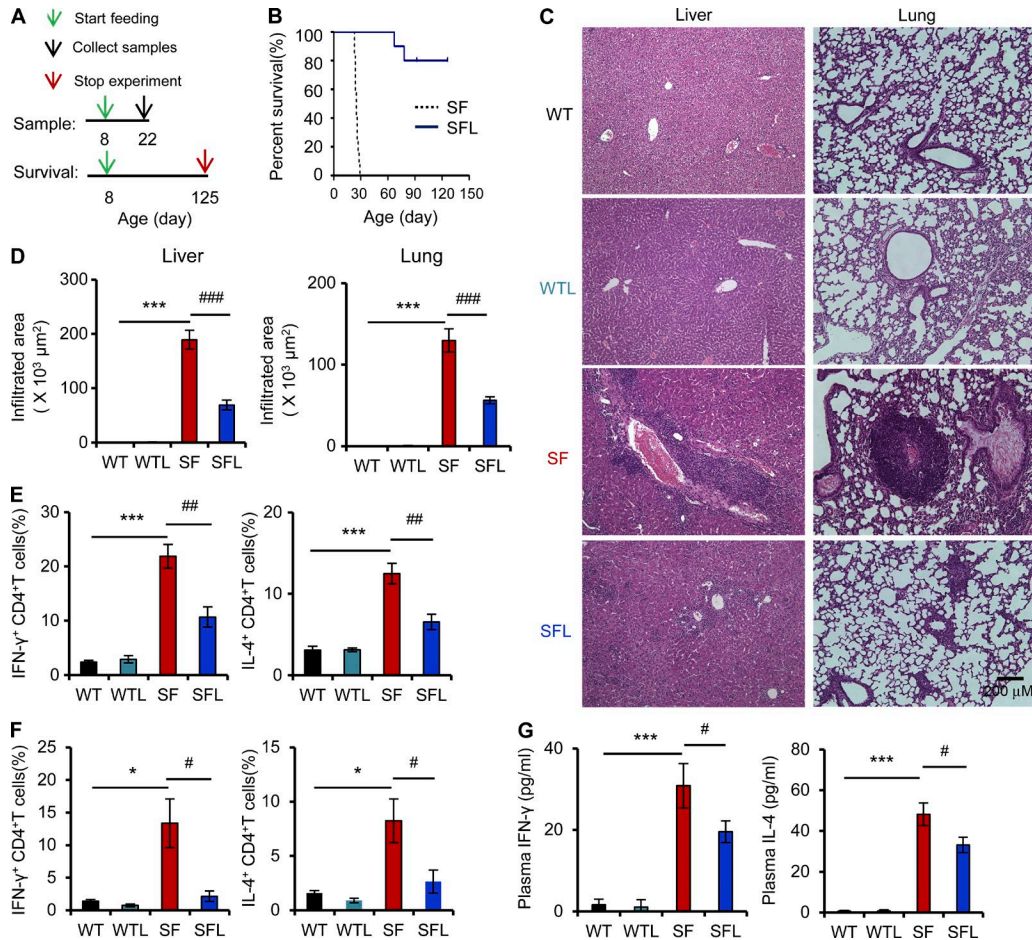 A
Start feeding
Collect samples
Stop experiment
Sample:
8 22
Survival:
8 125
Age (day)
B
Percent survival(%)
100
80
60
40
20
0
SF
SFL
0 30 60 90 120 150
Age (day)
C
Liver Lung
WT
WTL
SF
SFL
200 µM
D
Liver
Infiltrated area
( X 10³ µm²)
300
200
100
0
*** ###
WT WTL SF SFL
Lung
Infiltrated area
( X 10³ µm²)
130
60
0
*** ###
WT WTL SF SFL
E
IFN-γ⁺ CD4⁺T cells(%)
30
20
10
0
*** ##
WT WTL SF SFL
IL-4⁺ CD4⁺T cells(%)
20
10
0
*** ##
WT WTL SF SFL
F
IFN-γ⁺ CD4⁺T cells(%)
25
20
15
10
5
0
* #
WT WTL SF SFL
IL-4⁺ CD4⁺T cells(%)
15
10
5
0
* #
WT WTL SF SFL
G
Plasma IFN-γ (pg/ml)
40
20
0
*** #
WT WTL SF SFL
Plasma IL-4 (pg/ml)
80
60
40
20
0
*** #
WT WTL SF SFL